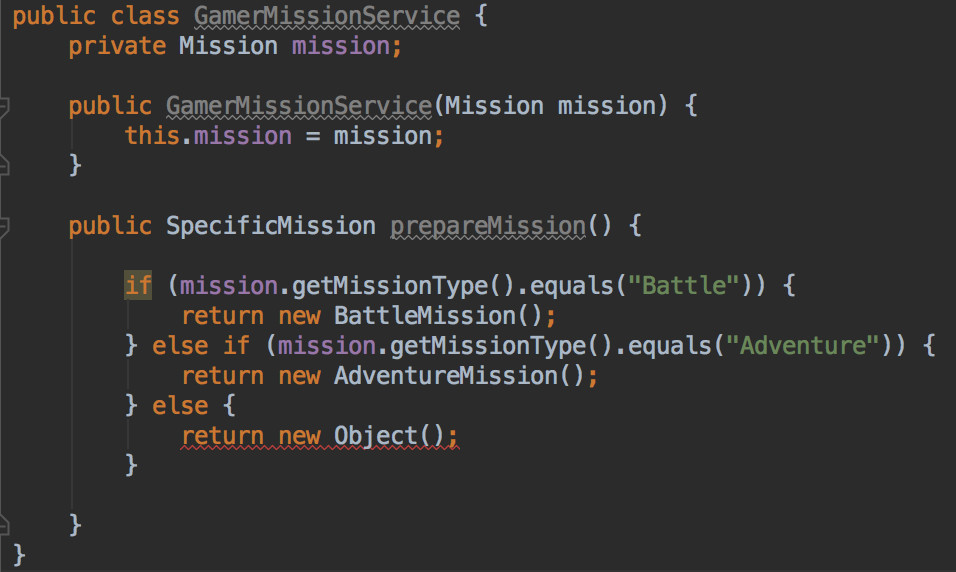 public class GamerMissionService {
    private Mission mission;

    public GamerMissionService(Mission mission) {
        this.mission = mission;
    }

    public SpecificMission prepareMission() {

        if (mission.getMissionType().equals("Battle")) {
            return new BattleMission();
        } else if (mission.getMissionType().equals("Adventure")) {
            return new AdventureMission();
        } else {
            return new Object();
        }

    }
}